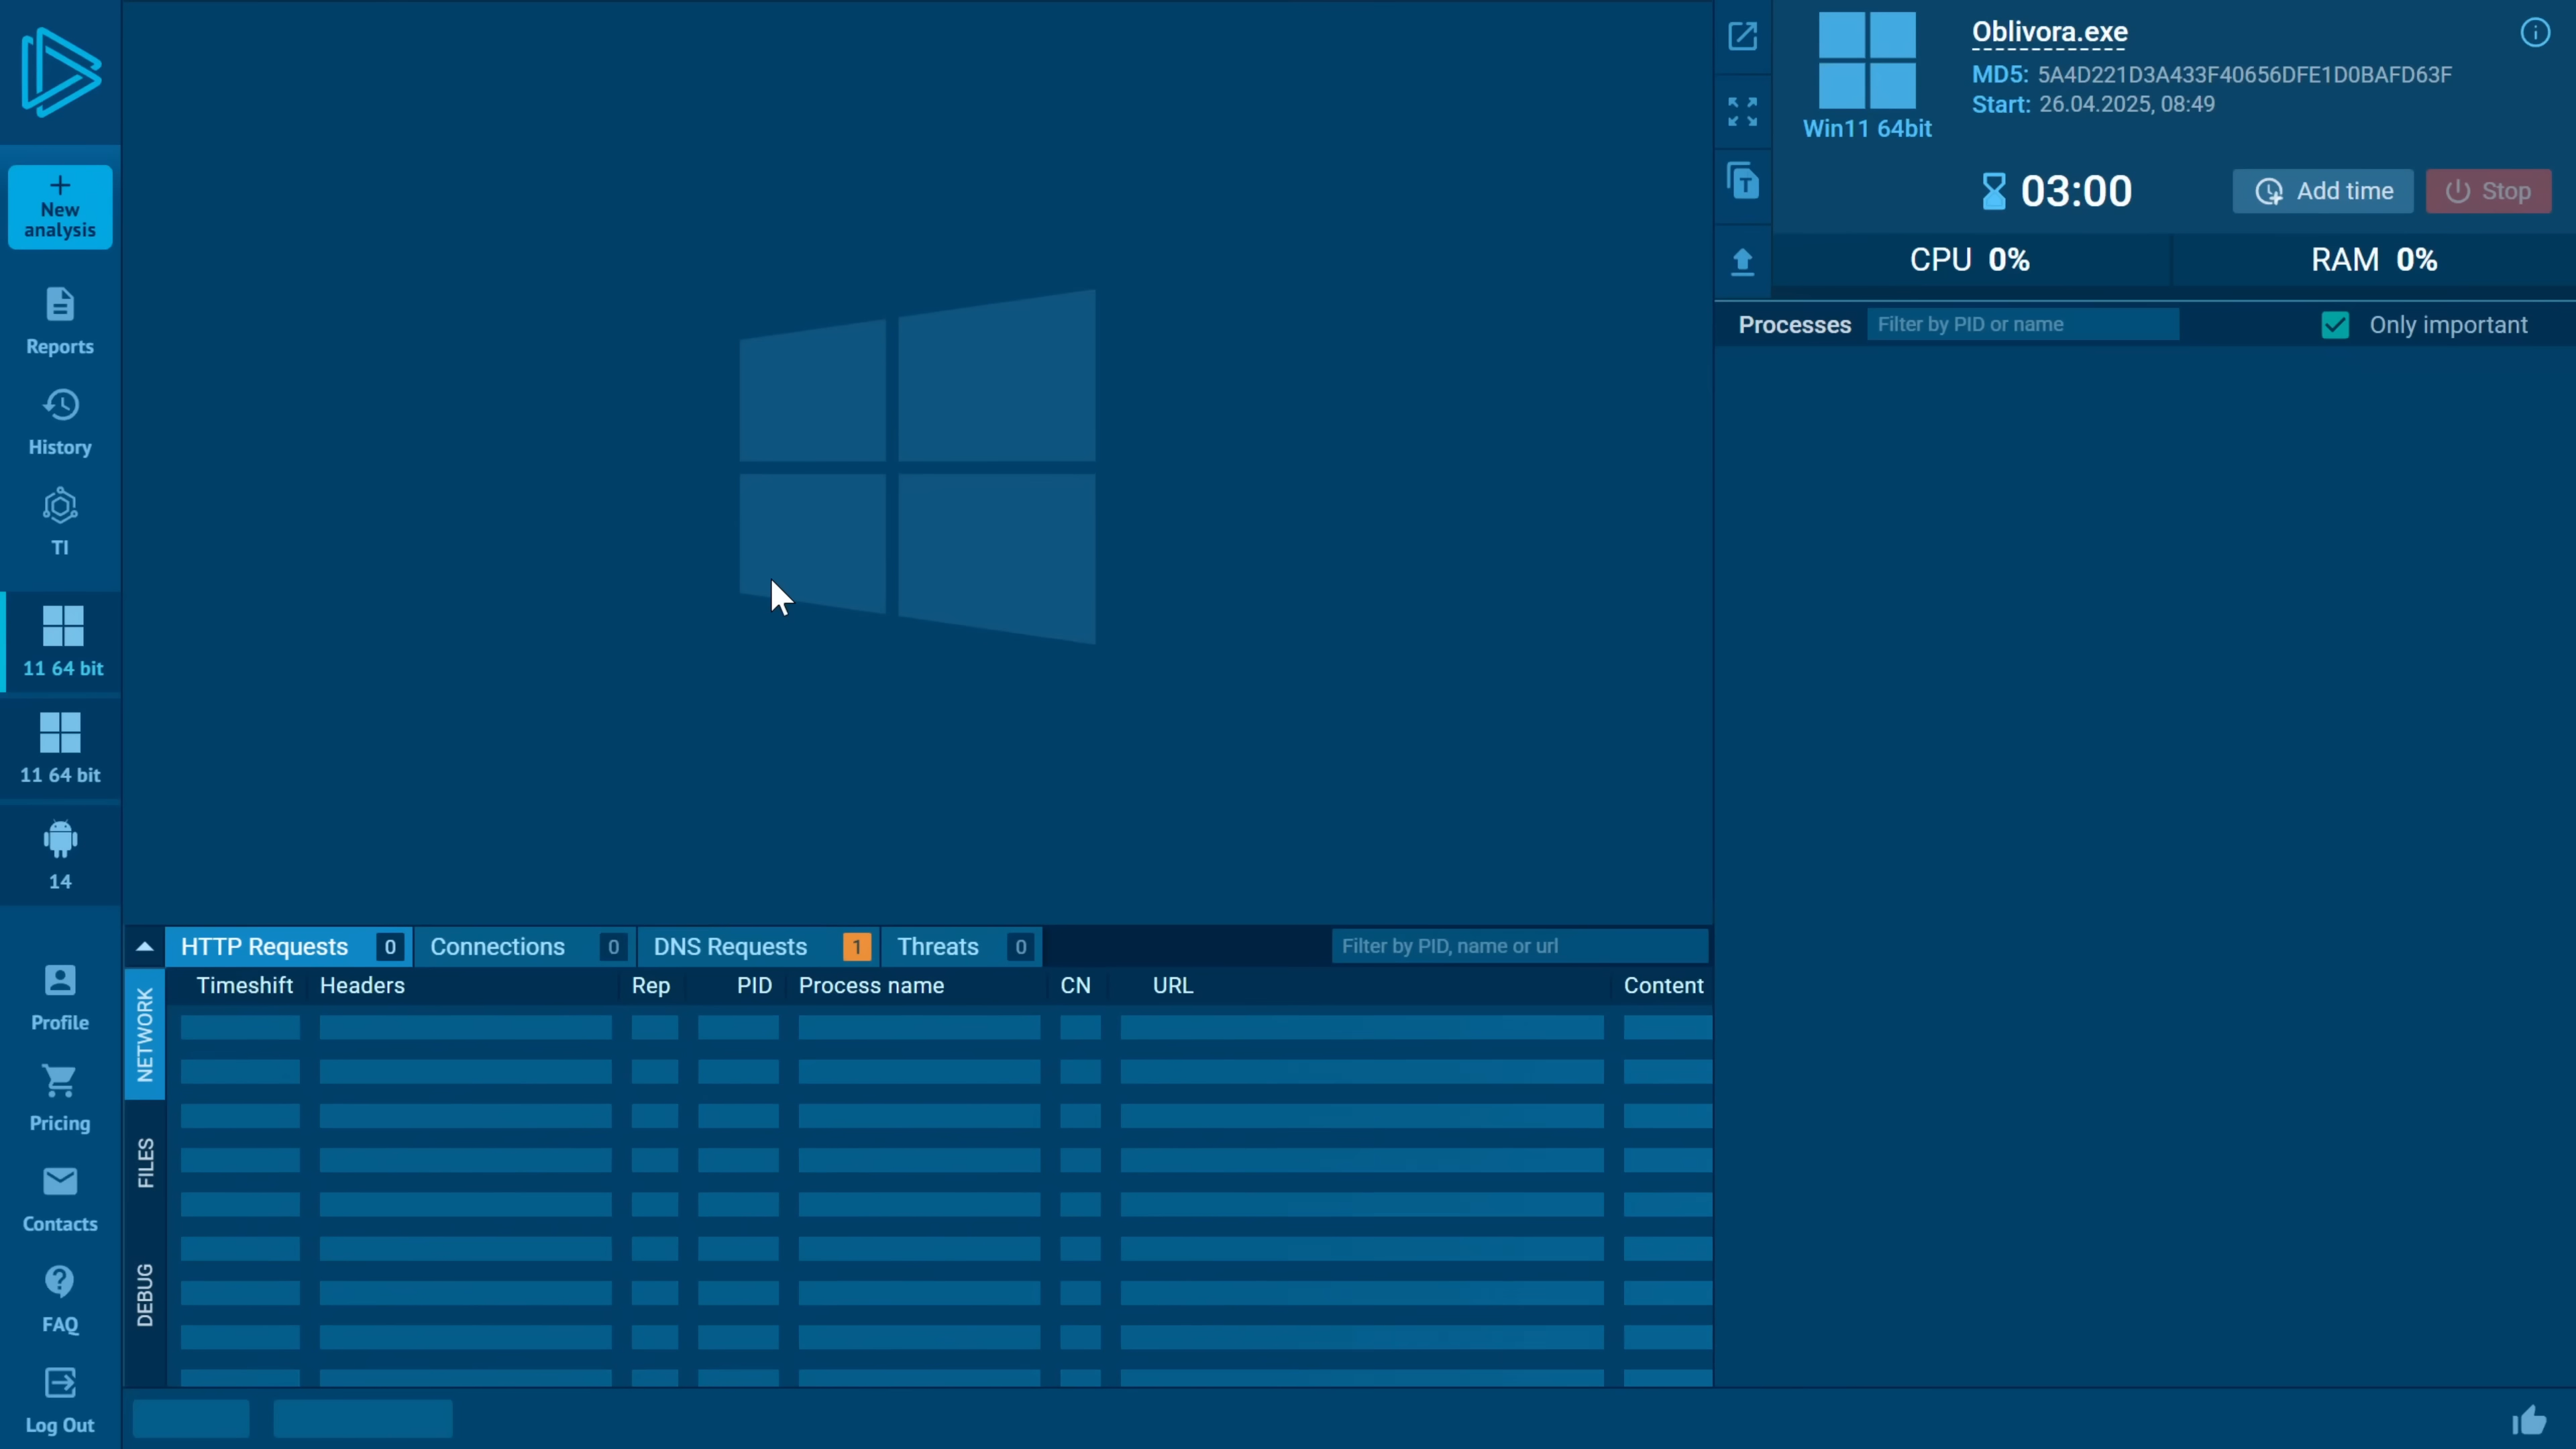 + New
analysis
Reports
History
TI
11 64 bit
11 64 bit
14
Profile
Pricing
Contacts
FAQ
Log Out
Oblivora.exe
MD5: 5A4D221D3A433F40656DFE1D0BAFD63F
Start: 26.04.2025, 08:49
Win11 64bit
03:00
Add time
Stop
CPU 0%
RAM 0%
Processes
Filter by PID or name
Only important
HTTP Requests 0
Connections 0
DNS Requests 1
Threats 0
Filter by PID, name or url
Timeshift
Headers
Rep
PID
Process name
CN
URL
Content
NETWORK
FILES
DEBUG